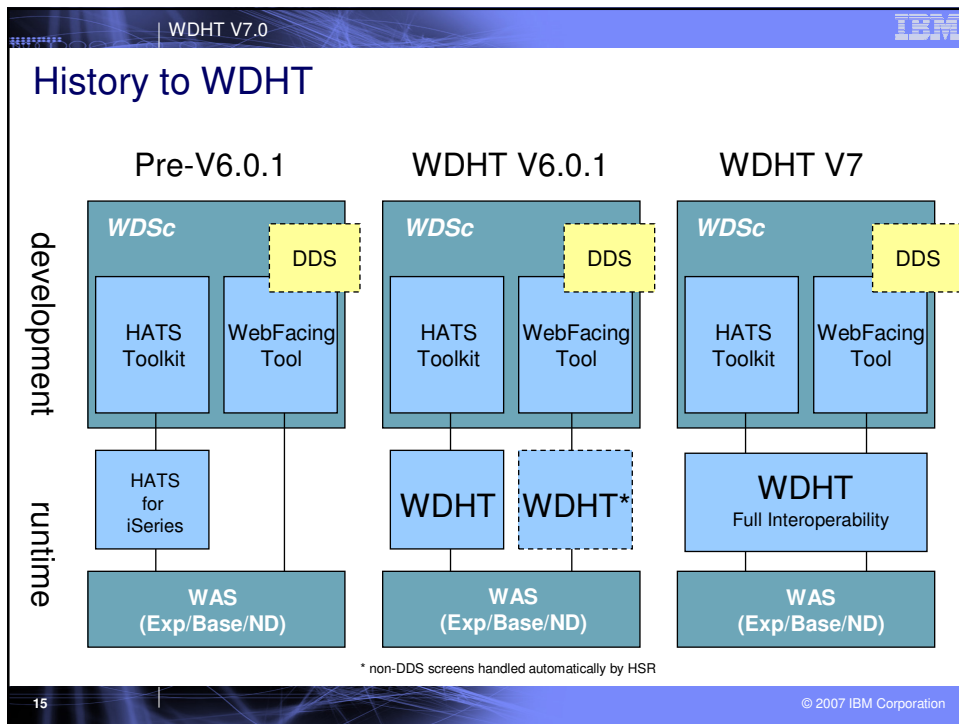 WDHT V7.0
IBM
History to WDHT
Pre-V6.0.1
WDHT V6.0.1
WDHT V7
development
runtime
WDSc
DDS
HATS
Toolkit
WebFacing
Tool
HATS
for
iSeries
WAS
(Exp/Base/ND)
WDSc
DDS
HATS
Toolkit
WebFacing
Tool
WDHT
WDHT*
WAS
(Exp/Base/ND)
WDSc
DDS
HATS
Toolkit
WebFacing
Tool
WDHT
Full Interoperability
WAS
(Exp/Base/ND)
* non-DDS screens handled automatically by HSR
15
© 2007 IBM Corporation